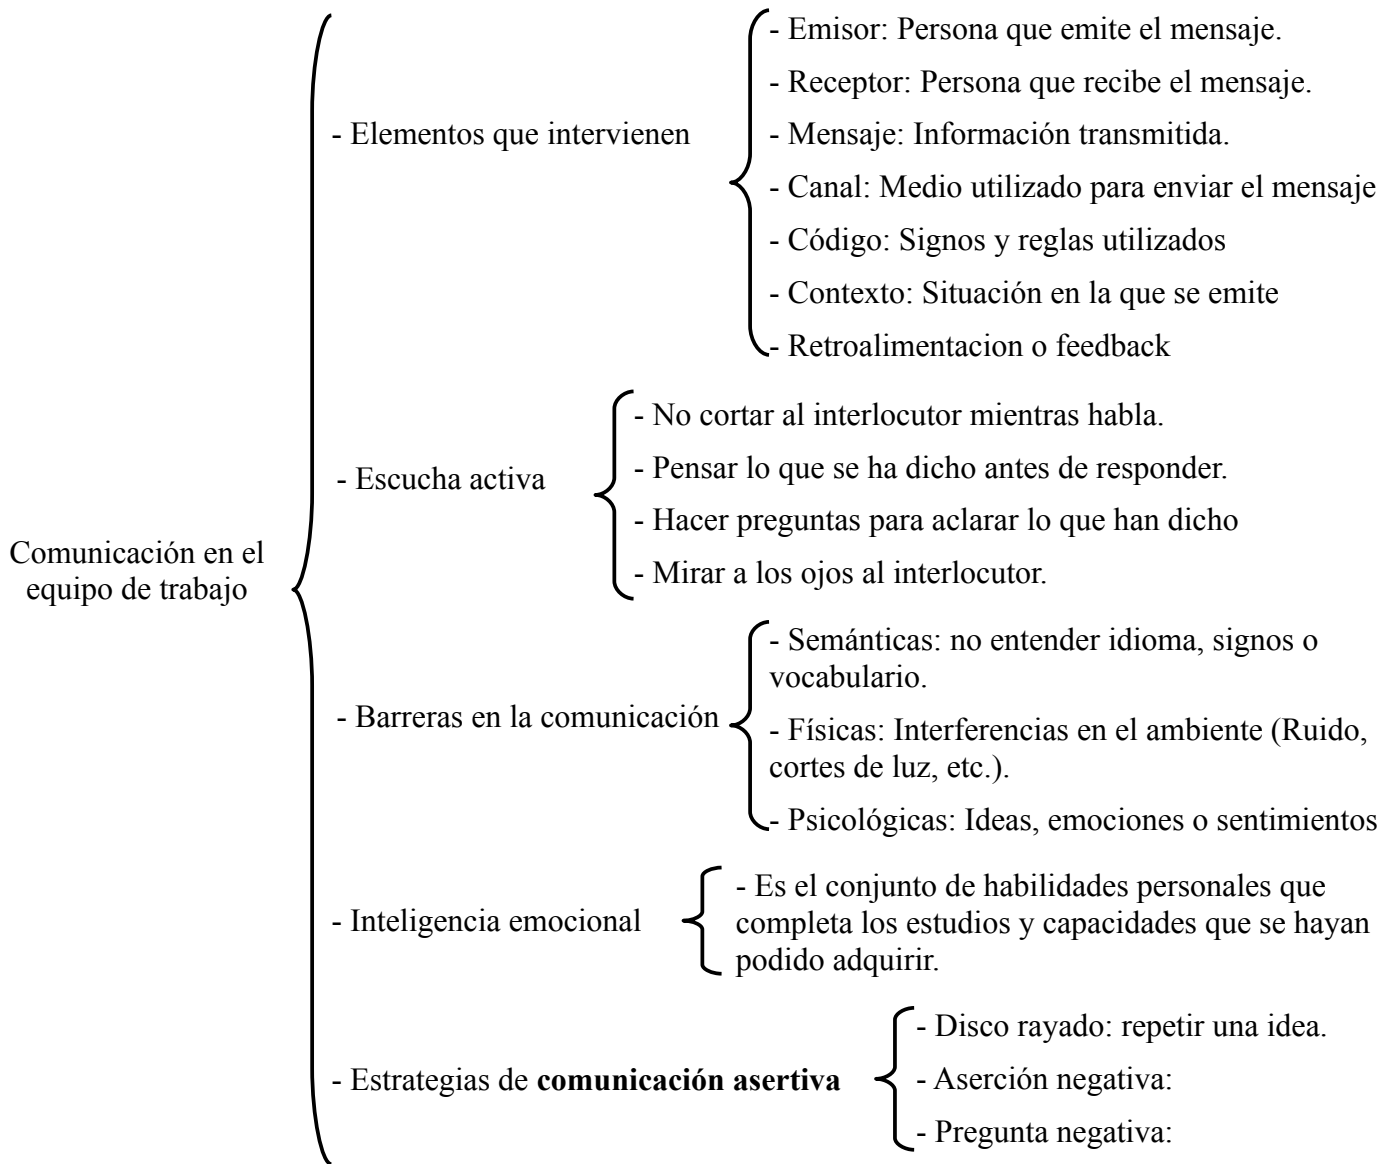 Comunicación en el
equipo de trabajo
- Elementos que intervienen
- Emisor: Persona que emite el mensaje.
- Receptor: Persona que recibe el mensaje.
- Mensaje: Información transmitida.
- Canal: Medio utilizado para enviar el mensaje
- Código: Signos y reglas utilizados
- Contexto: Situación en la que se emite
- Retroalimentacion o feedback
- Escucha activa
- No cortar al interlocutor mientras habla.
- Pensar lo que se ha dicho antes de responder.
- Hacer preguntas para aclarar lo que han dicho
- Mirar a los ojos al interlocutor.
- Barreras en la comunicación
- Semánticas: no entender idioma, signos o
vocabulario.
- Físicas: Interferencias en el ambiente (Ruido,
cortes de luz, etc.).
- Psicológicas: Ideas, emociones o sentimientos
- Inteligencia emocional
- Es el conjunto de habilidades personales que
completa los estudios y capacidades que se hayan
podido adquirir.
- Estrategias de comunicación asertiva
- Disco rayado: repetir una idea.
- Aserción negativa:
- Pregunta negativa: